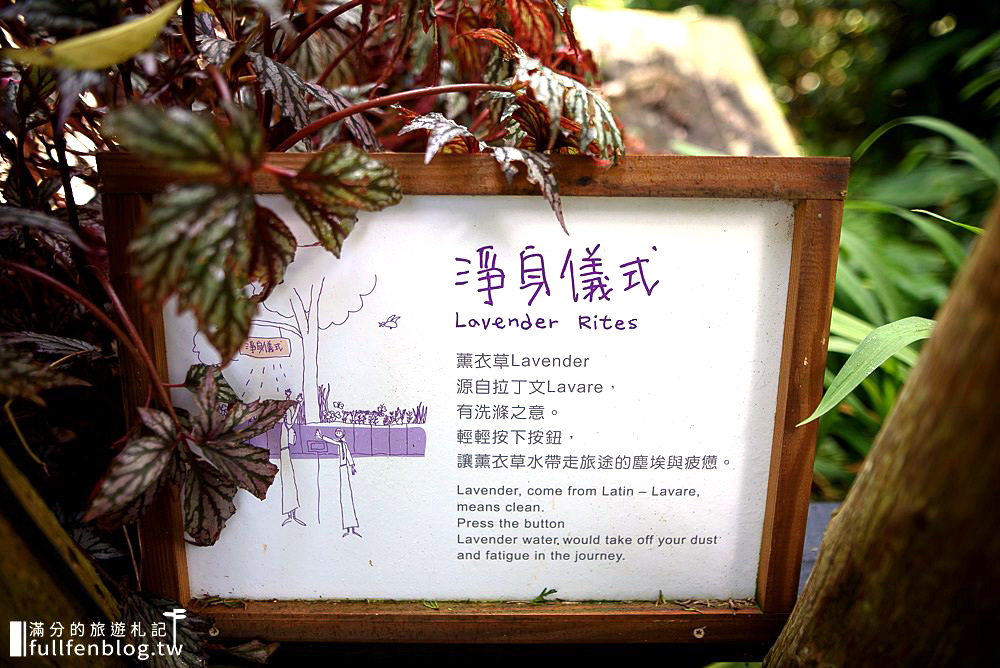 淨身儀式
Lavender Rites
淨身儀式
薰衣草Lavender
源自拉丁文Lavare，
有洗滌之意。
輕輕按下按鈕，
讓薰衣草水帶走旅途的塵埃與疲憊。
Lavender, come from Latin – Lavare,
means clean.
Press the button
Lavender water, would take off your dust
and fatigue in the journey.
滿分的旅遊札記
fullfenblog.tw